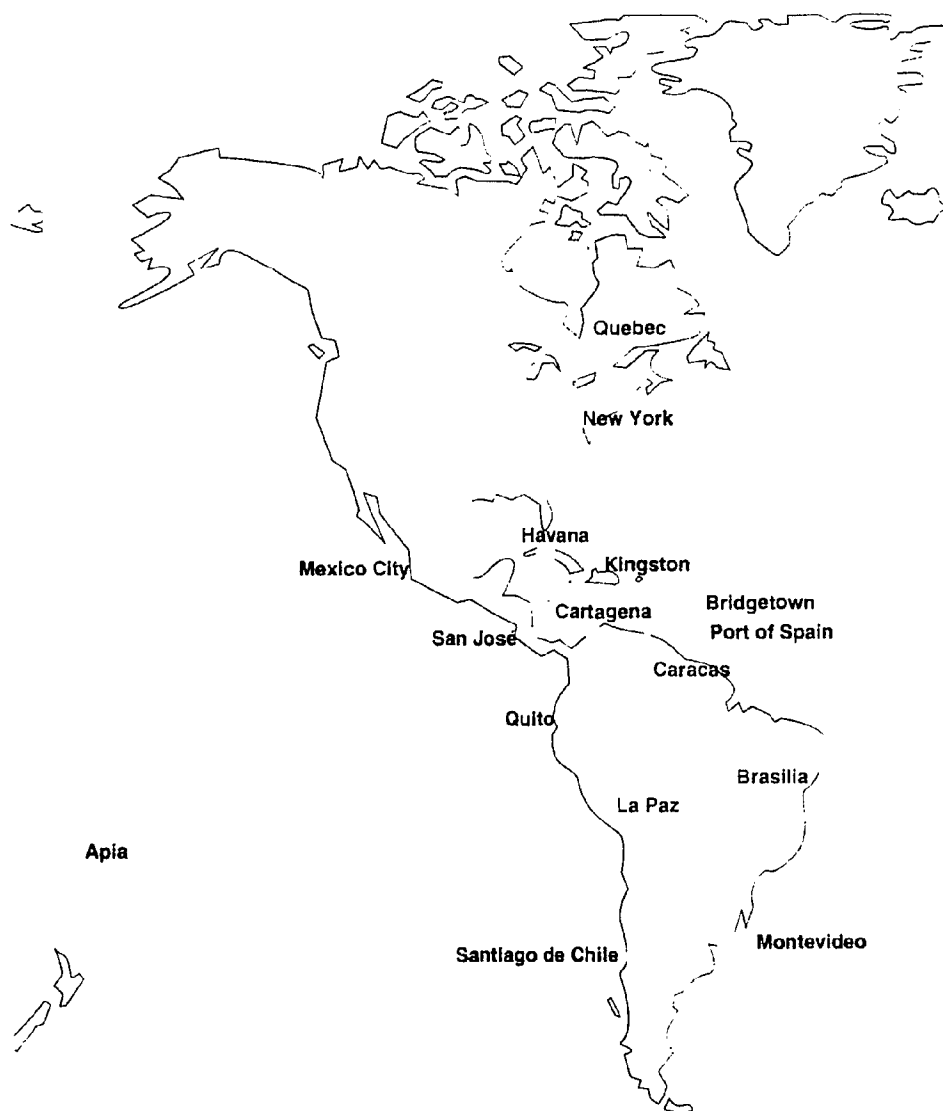 Quebec
New York
Havana
Mexico City
Kingston
Cartagena
Bridgetown
San José
Port of Spain
Caracas
Quito
Brasilia
La Paz
Apia
Montevideo
Santiago de Chile